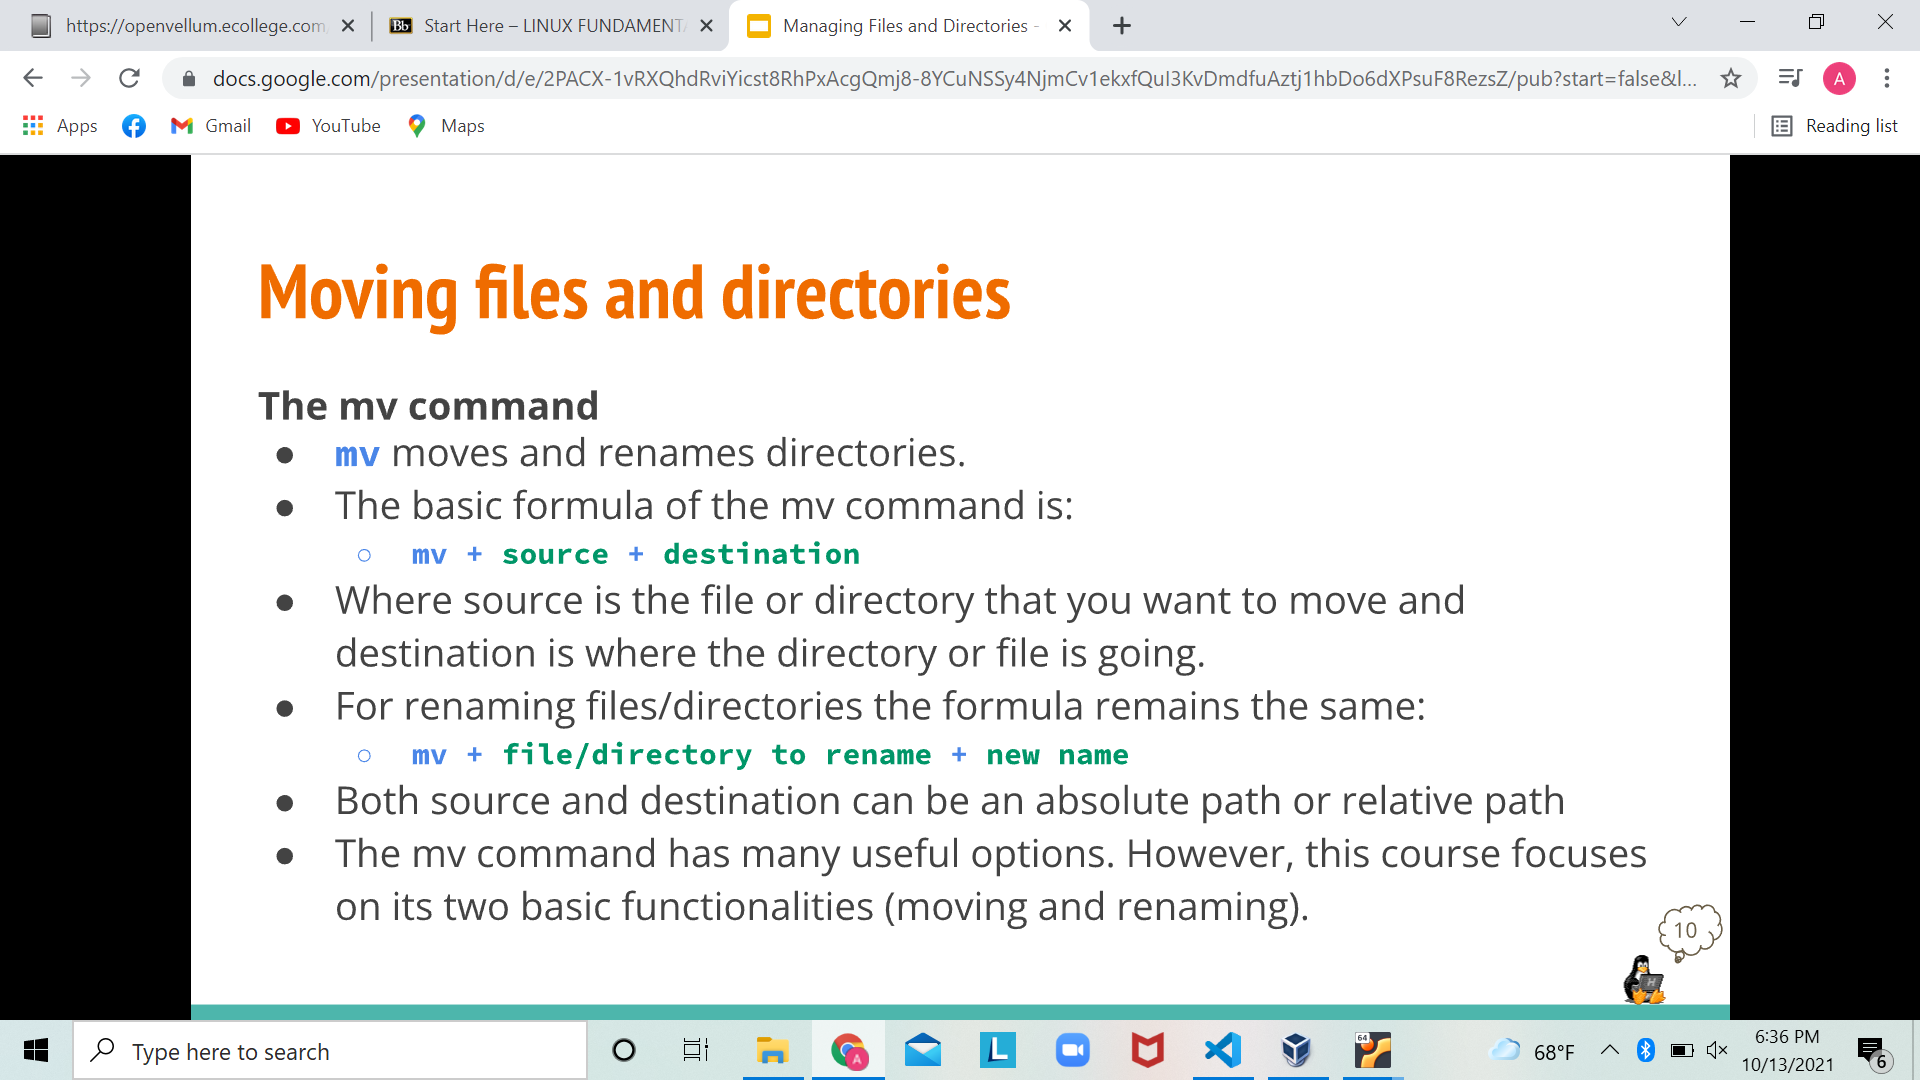 https://openvellum.ecollege.com
Start Here – LINUX FUNDAMENT
Managing Files and Directories -
docs.google.com/presentation/d/e/2PACX-1vRXQhdRviYicst8RhPxAcgQmj8-8YCuNSSy4NjmCv1ekxfQuI3KvDmdfuAztj1hbDo6dXPsuF8RezsZ/pub?start=false&l...
A
Apps
Gmail
YouTube
Maps
Reading list
Moving files and directories
The mv command
● mv moves and renames directories.
● The basic formula of the mv command is:
○ mv + source + destination
● Where source is the file or directory that you want to move and
destination is where the directory or file is going.
● For renaming files/directories the formula remains the same:
○ mv + file/directory to rename + new name
● Both source and destination can be an absolute path or relative path
● The mv command has many useful options. However, this course focuses
on its two basic functionalities (moving and renaming).
10
Type here to search
68°F
6:36 PM
10/13/2021
6